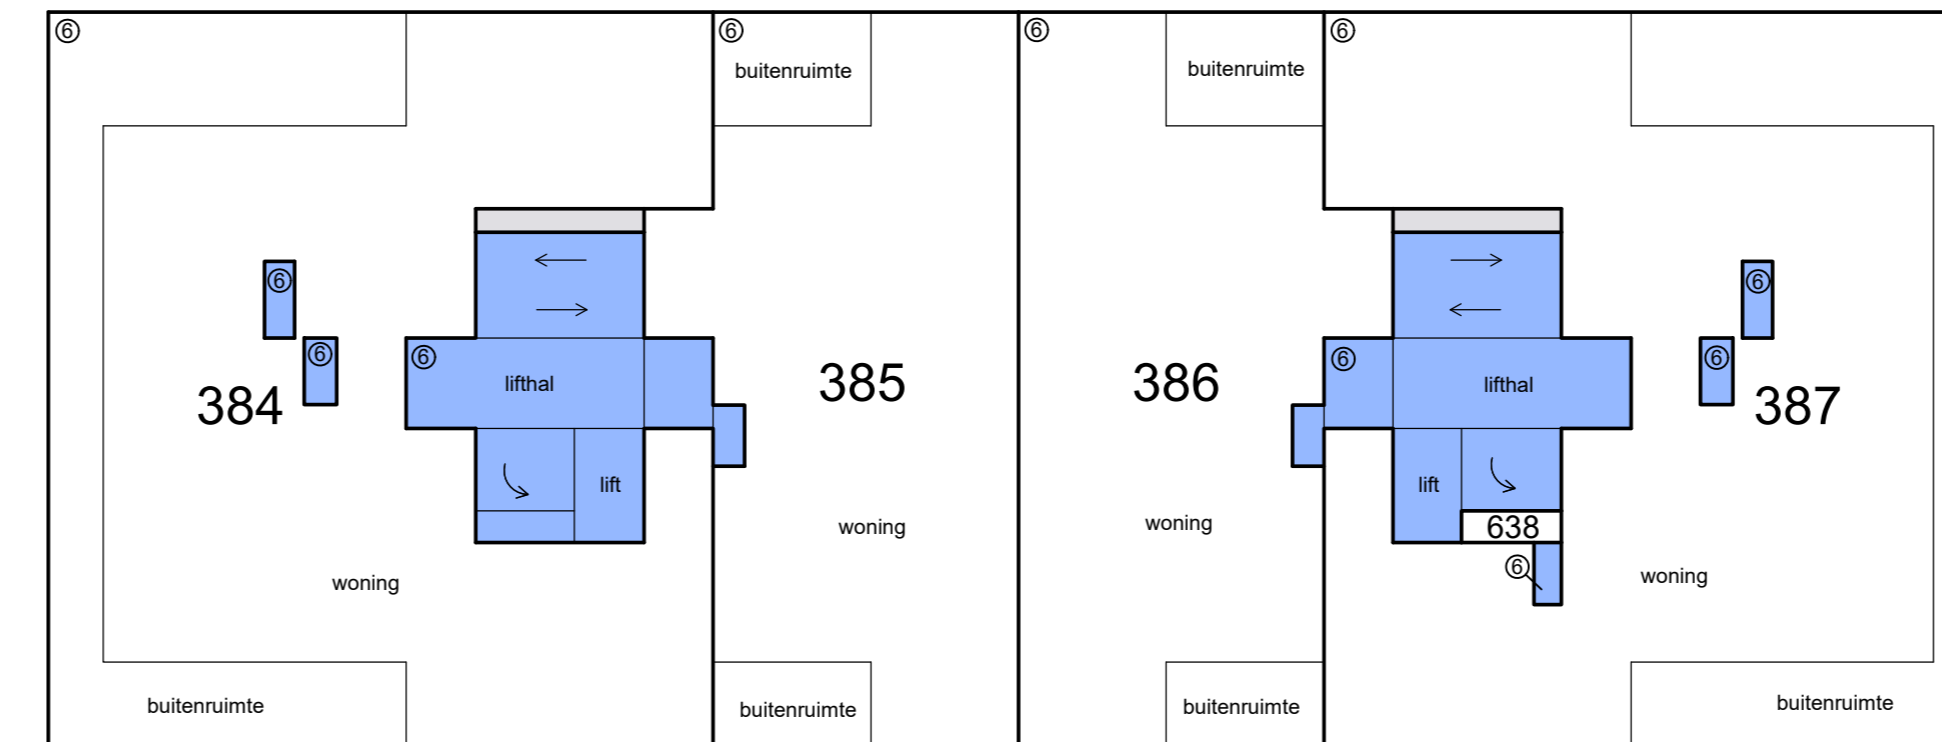 ⑥ ⑥ ⑥ ⑥
buitenruimte buitenruimte
⑥ ⑥
⑥ ⑥ ⑥ ⑥
lifthal lifthal
384 385 386 387
lift lift
woning woning 638
⑥
woning woning
buitenruimte buitenruimte buitenruimte buitenruimte